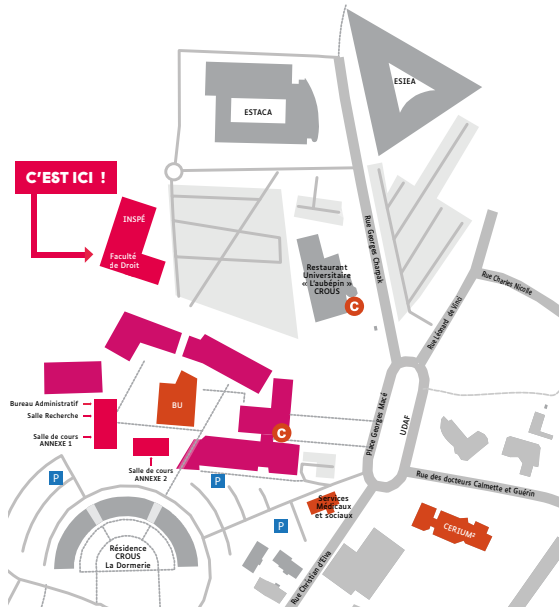 ESIEA
ESTACA
C'EST ICI !
INSPÉ
Faculté
de Droit
Rue Georges Charpak
Restaurant
Universitaire
« L'aubépin »
CROUS
C
Rue Charles Nicolle
Rue Léonard de Vinci
Bureau Administratif
Salle Recherche
Salle de cours
ANNEXE 1
BU
C
Place Georges Macé
UDAF
Salle de cours
ANNEXE 2
P
P
P
Rue des docteurs Calmette et Guérin
Services
Médicaux
et sociaux
CERIUM²
Résidence
CROUS
La Dormerie
Rue Christian d'Elva